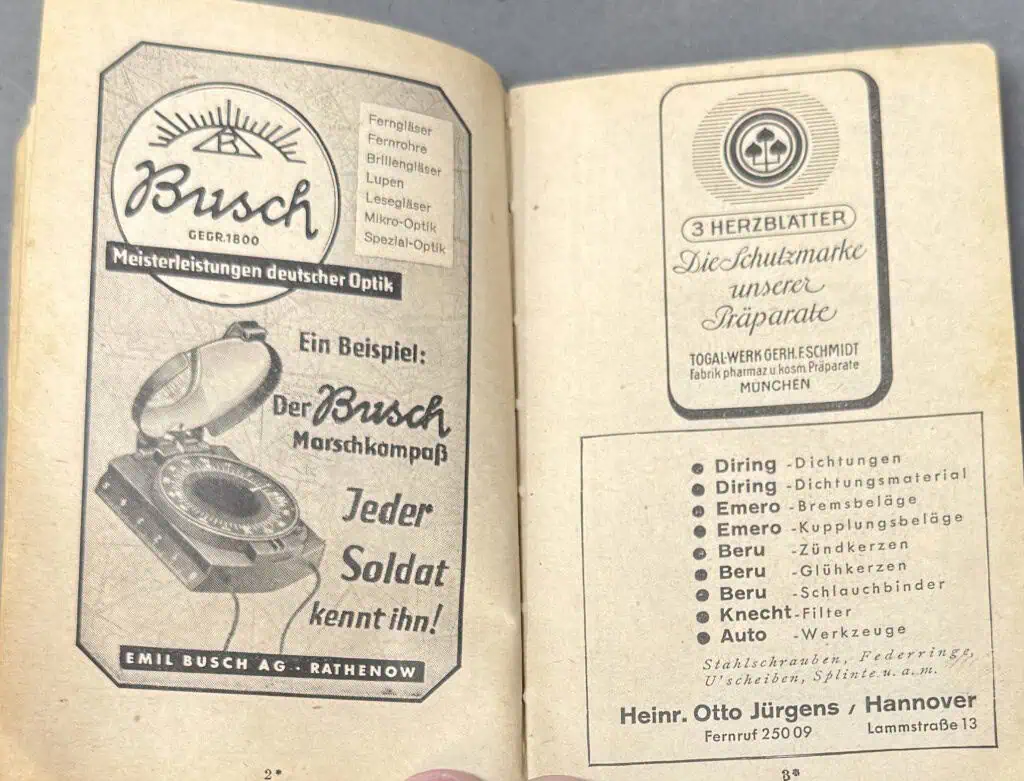 B
Busch
GEGR. 1800
Meisterleistungen deutscher Optik
Ferngläser
Fernrohre
Brillengläser
Lupen
Lesegläser
Mikro-Optik
Spezial-Optik
Ein Beispiel:
Der Busch
Marschkompaß
Jeder
Soldat
kennt ihn!
EMIL BUSCH AG · RATHENOW
2*
3 HERZBLÄTTER
Die Schutzmarke
unserer
Präparate
TOGAL-WERK GERH. F. SCHMIDT
Fabrik pharmaz. u. kosm. Präparate
MÜNCHEN
● Diring -Dichtungen
● Diring -Dichtungsmaterial
● Emero -Bremsbeläge
● Emero -Kupplungsbeläge
● Beru -Zündkerzen
● Beru -Glühkerzen
● Beru -Schlauchbinder
● Knecht-Filter
● Auto -Werkzeuge
Stahlschrauben, Federringe,
U'scheiben, Splinte u. a. m.
Heinr. Otto Jürgens / Hannover
Fernruf 250 09 Lammstraße 13
3*